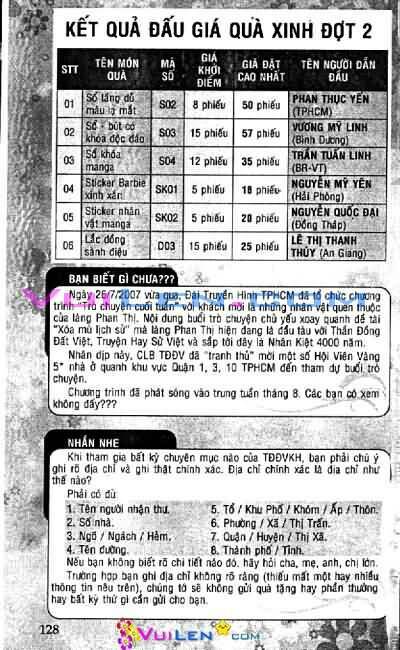 KẾT QUẢ ĐẤU GIÁ QUÀ XINH ĐỢT 2
STT TÊN MÓN QUÀ MÃ SỐ GIÁ KHỞI ĐIỂM GIÁ ĐẶT CAO NHẤT TÊN NGƯỜI DẪN ĐẦU
01 Sổ lăng dủ màu lợ mắt S02 8 phiếu 50 phiếu PHAN THỤC YẾN (TPHCM)
02 Sổ - bút có khóa độc đáo S03 15 phiếu 57 phiếu VƯƠNG MỸ LINH (Bình Dương)
03 Sổ khóa manga S04 12 phiếu 35 phiếu TRẦN TUẤN LINH (BR-VT)
04 Sticker Barbie xinh xắn SK01 5 phiếu 18 phiếu NGUYỄN MỸ YÊN (Hải Phòng)
05 Sticker nhân vật manga SK02 5 phiếu 20 phiếu NGUYỄN QUỐC ĐẠI (Đồng Tháp)
06 Lắc đồng sành điệu D03 15 phiếu 25 phiếu LÊ THỊ THANH THỦY (An Giang)
BẠN BIẾT GÌ CHƯA???
Ngày 26/7/2007 vừa qua, Đài Truyền Hình TPHCM đã tổ chức chương
trình "Trò chuyện cuối tuần" với khách mời là những nhân vật quen thuộc
của làng Phan Thị. Nội dung buổi trò chuyện chủ yếu xoay quanh đề tài
"Xóa mù lịch sử" mà làng Phan Thị hiện đang là đầu tàu với Thần Đồng
Đất Việt, Truyện Hay Sử Việt và sắp tới đây là Nhân Kiệt 4000 năm.
Nhân dịp này, CLB TĐĐV đã "tranh thủ" mời một số Hội Viên Vàng
5* nhà ở quanh khu vực Quận 1, 3, 10 TPHCM đến tham dự buổi trò
chuyện.
Chương trình đã phát sóng vào trung tuần tháng 8. Các bạn có xem
không đấy???
NHẮN NHE
Khi tham gia bất kỳ chuyên mục nào của TĐĐVKH, bạn phải chú ý
ghi rõ địa chỉ và ghi thật chính xác. Địa chỉ chính xác là địa chỉ như
thế nào?
Phải có đủ:
1. Tên người nhận thư. 5. Tổ / Khu Phố / Khóm / Ấp / Thôn.
2. Số nhà. 6. Phường / Xã / Thị Trấn.
3. Ngõ / Ngách / Hẻm. 7. Quận / Huyện / Thị Xã.
4. Tên đường. 8. Thành phố / Tỉnh.
Nếu bạn không biết rõ chi tiết nào đó, hãy hỏi cha, mẹ, anh, chị lớn.
Trường hợp bạn ghi địa chỉ không rõ ràng (thiếu mất một hay nhiều
thông tin nêu trên), chúng tớ sẽ không gửi quà tặng hay phần thưởng
hay bất kỳ thứ gì cần gửi cho bạn.
128
VUILEN.COM